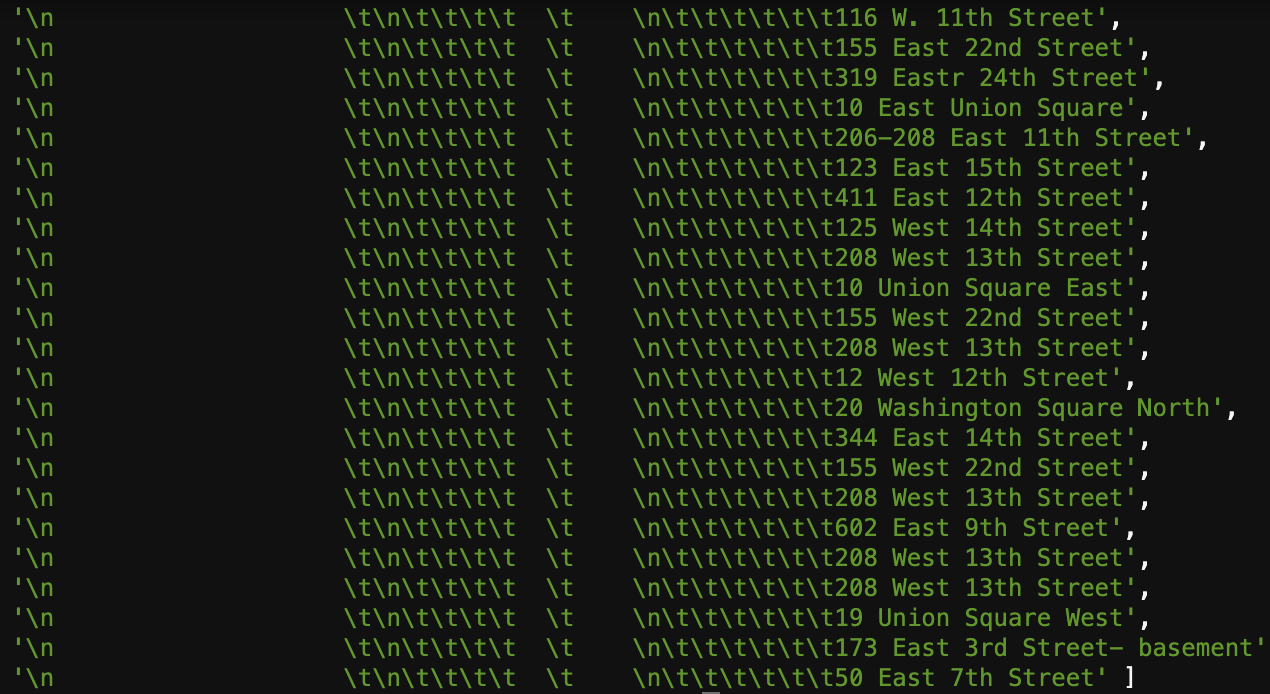 '\n                    \t\n\t\t\t\t  \t    \n\t\t\t\t\t\t116 W. 11th Street',
'\n                    \t\n\t\t\t\t  \t    \n\t\t\t\t\t\t155 East 22nd Street',
'\n                    \t\n\t\t\t\t  \t    \n\t\t\t\t\t\t319 Eastr 24th Street',
'\n                    \t\n\t\t\t\t  \t    \n\t\t\t\t\t\t10 East Union Square',
'\n                    \t\n\t\t\t\t  \t    \n\t\t\t\t\t\t206-208 East 11th Street',
'\n                    \t\n\t\t\t\t  \t    \n\t\t\t\t\t\t123 East 15th Street',
'\n                    \t\n\t\t\t\t  \t    \n\t\t\t\t\t\t411 East 12th Street',
'\n                    \t\n\t\t\t\t  \t    \n\t\t\t\t\t\t125 West 14th Street',
'\n                    \t\n\t\t\t\t  \t    \n\t\t\t\t\t\t208 West 13th Street',
'\n                    \t\n\t\t\t\t  \t    \n\t\t\t\t\t\t10 Union Square East',
'\n                    \t\n\t\t\t\t  \t    \n\t\t\t\t\t\t155 West 22nd Street',
'\n                    \t\n\t\t\t\t  \t    \n\t\t\t\t\t\t208 West 13th Street',
'\n                    \t\n\t\t\t\t  \t    \n\t\t\t\t\t\t12 West 12th Street',
'\n                    \t\n\t\t\t\t  \t    \n\t\t\t\t\t\t20 Washington Square North',
'\n                    \t\n\t\t\t\t  \t    \n\t\t\t\t\t\t344 East 14th Street',
'\n                    \t\n\t\t\t\t  \t    \n\t\t\t\t\t\t155 West 22nd Street',
'\n                    \t\n\t\t\t\t  \t    \n\t\t\t\t\t\t208 West 13th Street',
'\n                    \t\n\t\t\t\t  \t    \n\t\t\t\t\t\t602 East 9th Street',
'\n                    \t\n\t\t\t\t  \t    \n\t\t\t\t\t\t208 West 13th Street',
'\n                    \t\n\t\t\t\t  \t    \n\t\t\t\t\t\t208 West 13th Street',
'\n                    \t\n\t\t\t\t  \t    \n\t\t\t\t\t\t19 Union Square West',
'\n                    \t\n\t\t\t\t  \t    \n\t\t\t\t\t\t173 East 3rd Street- basement'
'\n                    \t\n\t\t\t\t  \t    \n\t\t\t\t\t\t50 East 7th Street' ]